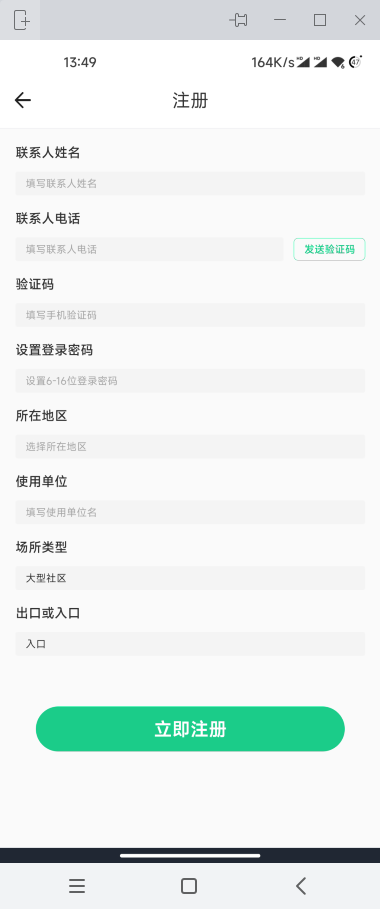 13:49
164K/s
注册
联系人姓名
填写联系人姓名
联系人电话
填写联系人电话
发送验证码
验证码
填写手机验证码
设置登录密码
设置6-16位登录密码
所在地区
选择所在地区
使用单位
填写使用单位名
场所类型
大型社区
出口或入口
入口
立即注册